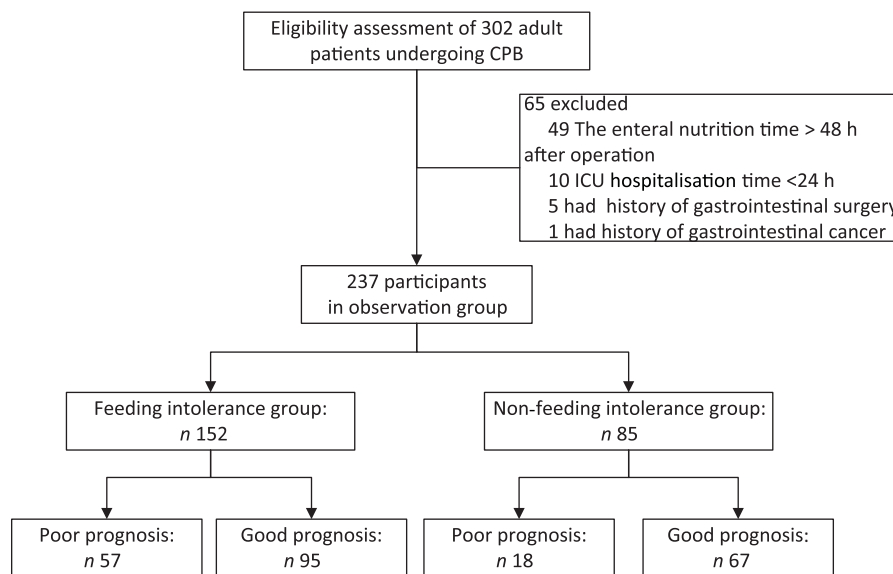 Eligibility assessment of 302 adult
patients undergoing CPB
65 excluded
49 The enteral nutrition time > 48 h
after operation
10 ICU hospitalisation time <24 h
5 had history of gastrointestinal surgery
1 had history of gastrointestinal cancer
237 participants
in observation group
Feeding intolerance group:
n 152
Non-feeding intolerance group:
n 85
Poor prognosis:
n 57
Good prognosis:
n 95
Poor prognosis:
n 18
Good prognosis:
n 67